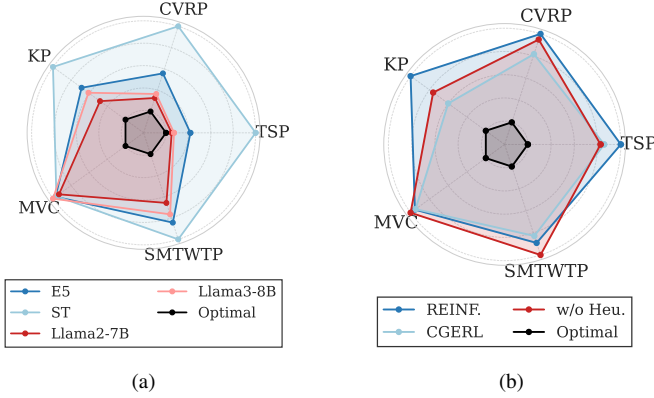 CVRP
KP
TSP
MVC
SMTWTP
E5
Llama3-8B
ST
Optimal
Llama2-7B
(a)
CVRP
KP
TSP
MVC
SMTWTP
REINF.
w/o Heu.
CGERL
Optimal
(b)